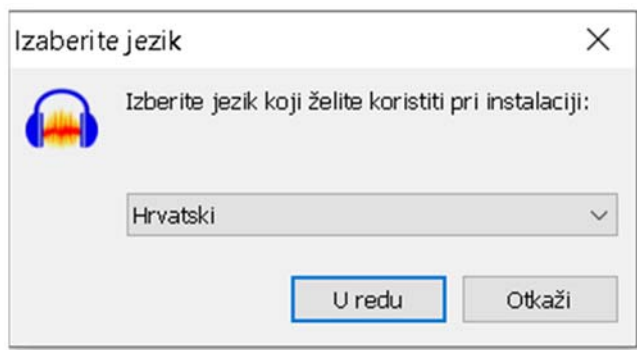 Izaberite jezik
Izberite jezik koji želite koristiti pri instalaciji:
Hrvatski
U redu
Otkaži